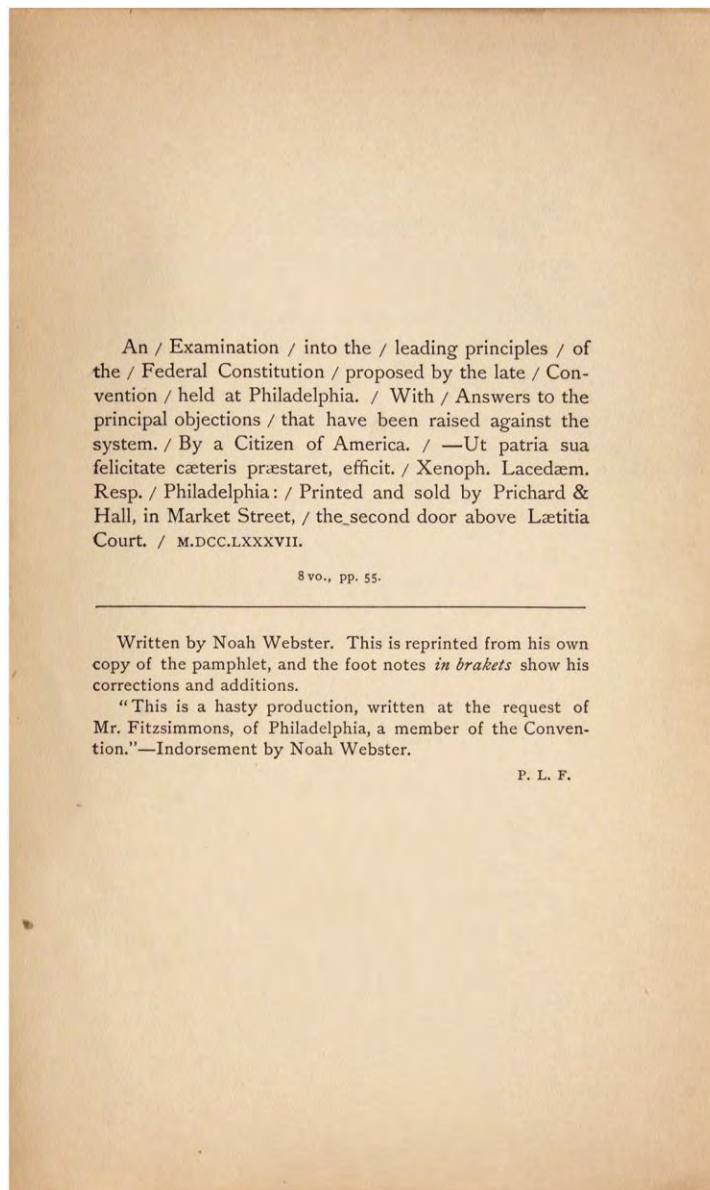 An / Examination / into the / leading principles / of
the / Federal Constitution / proposed by the late / Con-
vention / held at Philadelphia. / With / Answers to the
principal objections / that have been raised against the
system. / By a Citizen of America. / —Ut patria sua
felicitate cæteris præstaret, efficit. / Xenoph. Lacedæm.
Resp. / Philadelphia: / Printed and sold by Prichard &
Hall, in Market Street, / the second door above Lætitia
Court. / M.DCC.LXXXVII.
8 vo., pp. 55.
Written by Noah Webster. This is reprinted from his own
copy of the pamphlet, and the foot notes in brakets show his
corrections and additions.
"This is a hasty production, written at the request of
Mr. Fitzsimmons, of Philadelphia, a member of the Conven-
tion."—Indorsement by Noah Webster.
P. L. F.